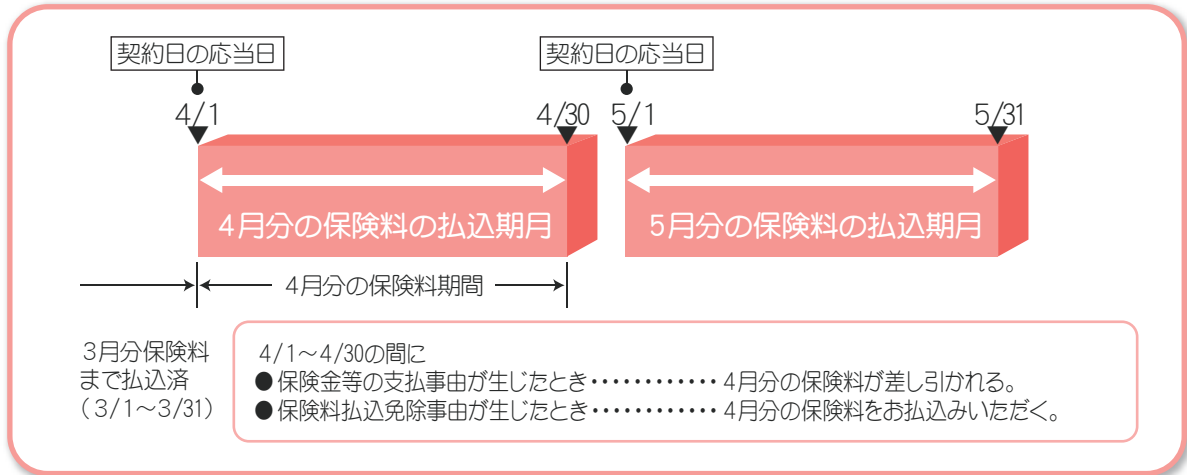 契約日の応当日 契約日の応当日
4/1 4/30 5/1 5/31
4月分の保険料の払込期月 5月分の保険料の払込期月
4月分の保険料期間
3月分保険料
まで払込済
(3/1~3/31)
4/1~4/30の間に
●保険金等の支払事由が生じたとき············ 4月分の保険料が差し引かれる。
●保険料払込免除事由が生じたとき············ 4月分の保険料をお払込みいただく。